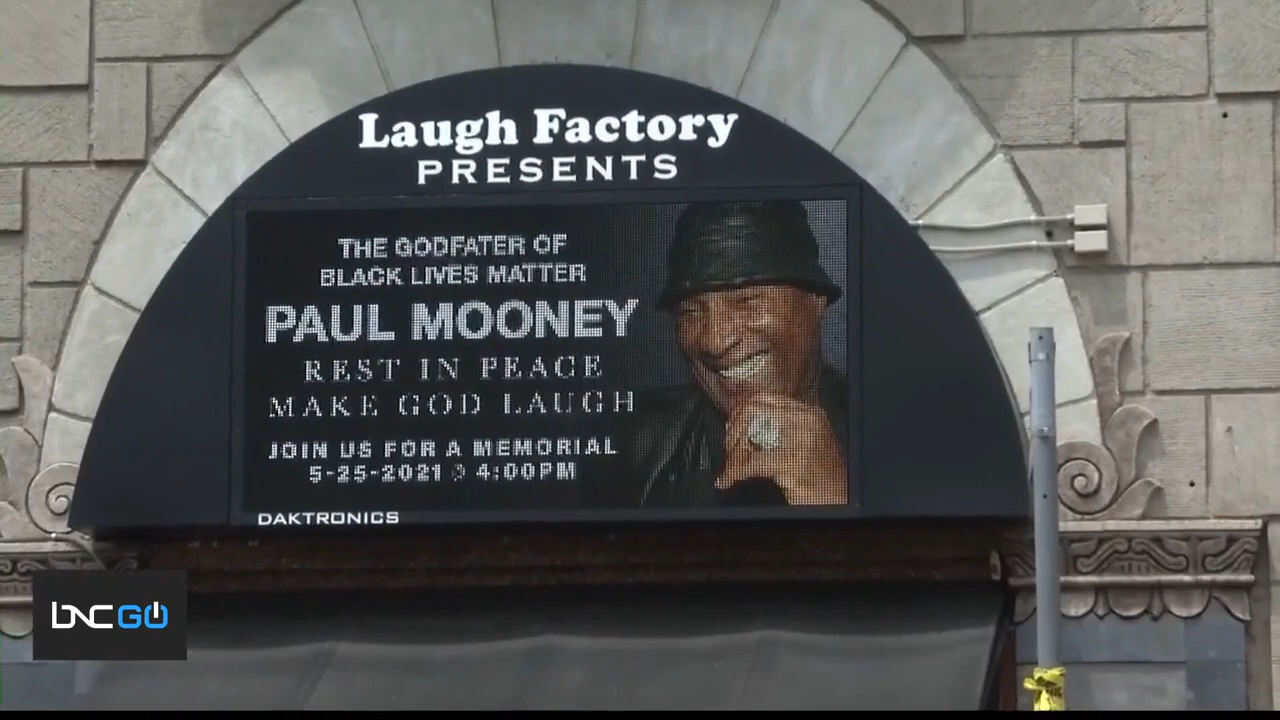 Laugh Factory
PRESENTS
THE GODFATER OF
BLACK LIVES MATTER
PAUL MOONEY
REST IN PEACE
MAKE GOD LAUGH
JOIN US FOR A MEMORIAL
5-25-2021 @ 4:00PM
DAKTRONICS
bNC GO